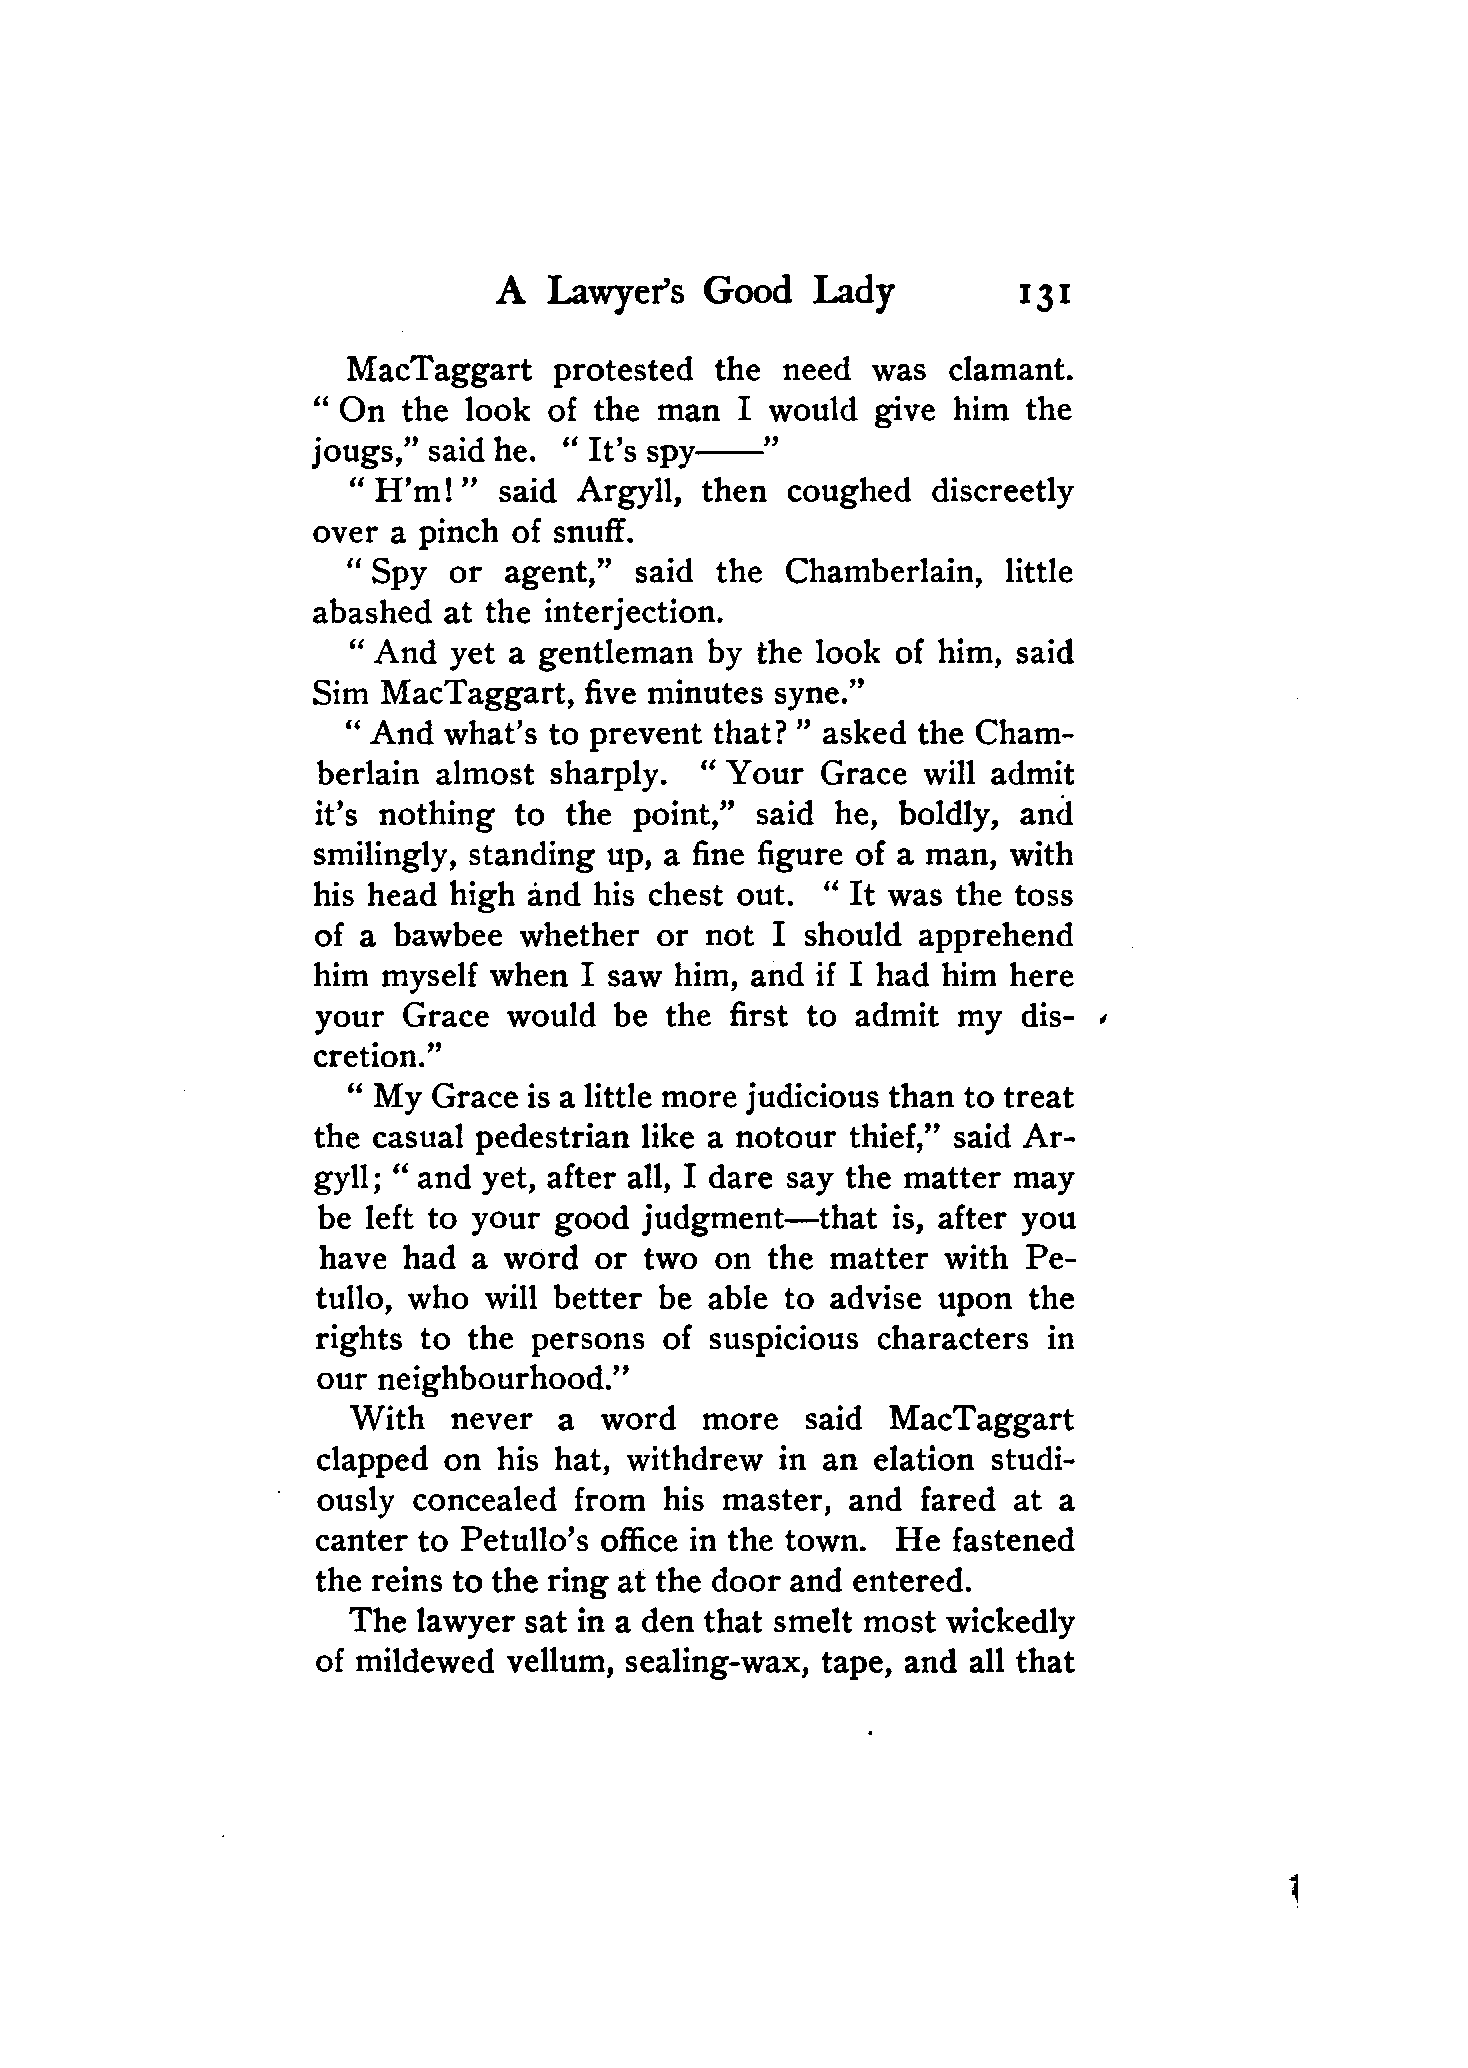 A Lawyer's Good Lady 131
MacTaggart protested the need was clamant.
“ On the look of the man I would give him the
jougs,” said he. “ It's spy——”
“ H'm! ” said Argyll, then coughed discreetly
over a pinch of snuff.
“ Spy or agent,” said the Chamberlain, little
abashed at the interjection.
“ And yet a gentleman by the look of him, said
Sim MacTaggart, five minutes syne.”
“ And what's to prevent that? ” asked the Cham-
berlain almost sharply. “ Your Grace will admit
it's nothing to the point,” said he, boldly, and
smilingly, standing up, a fine figure of a man, with
his head high and his chest out. “ It was the toss
of a bawbee whether or not I should apprehend
him myself when I saw him, and if I had him here
your Grace would be the first to admit my dis-
cretion.”
“ My Grace is a little more judicious than to treat
the casual pedestrian like a notour thief,” said Ar-
gyll; “ and yet, after all, I dare say the matter may
be left to your good judgment—that is, after you
have had a word or two on the matter with Pe-
tullo, who will better be able to advise upon the
rights to the persons of suspicious characters in
our neighbourhood.”
With never a word more said MacTaggart
clapped on his hat, withdrew in an elation studi-
ously concealed from his master, and fared at a
canter to Petullo's office in the town. He fastened
the reins to the ring at the door and entered.
The lawyer sat in a den that smelt most wickedly
of mildewed vellum, sealing-wax, tape, and all that